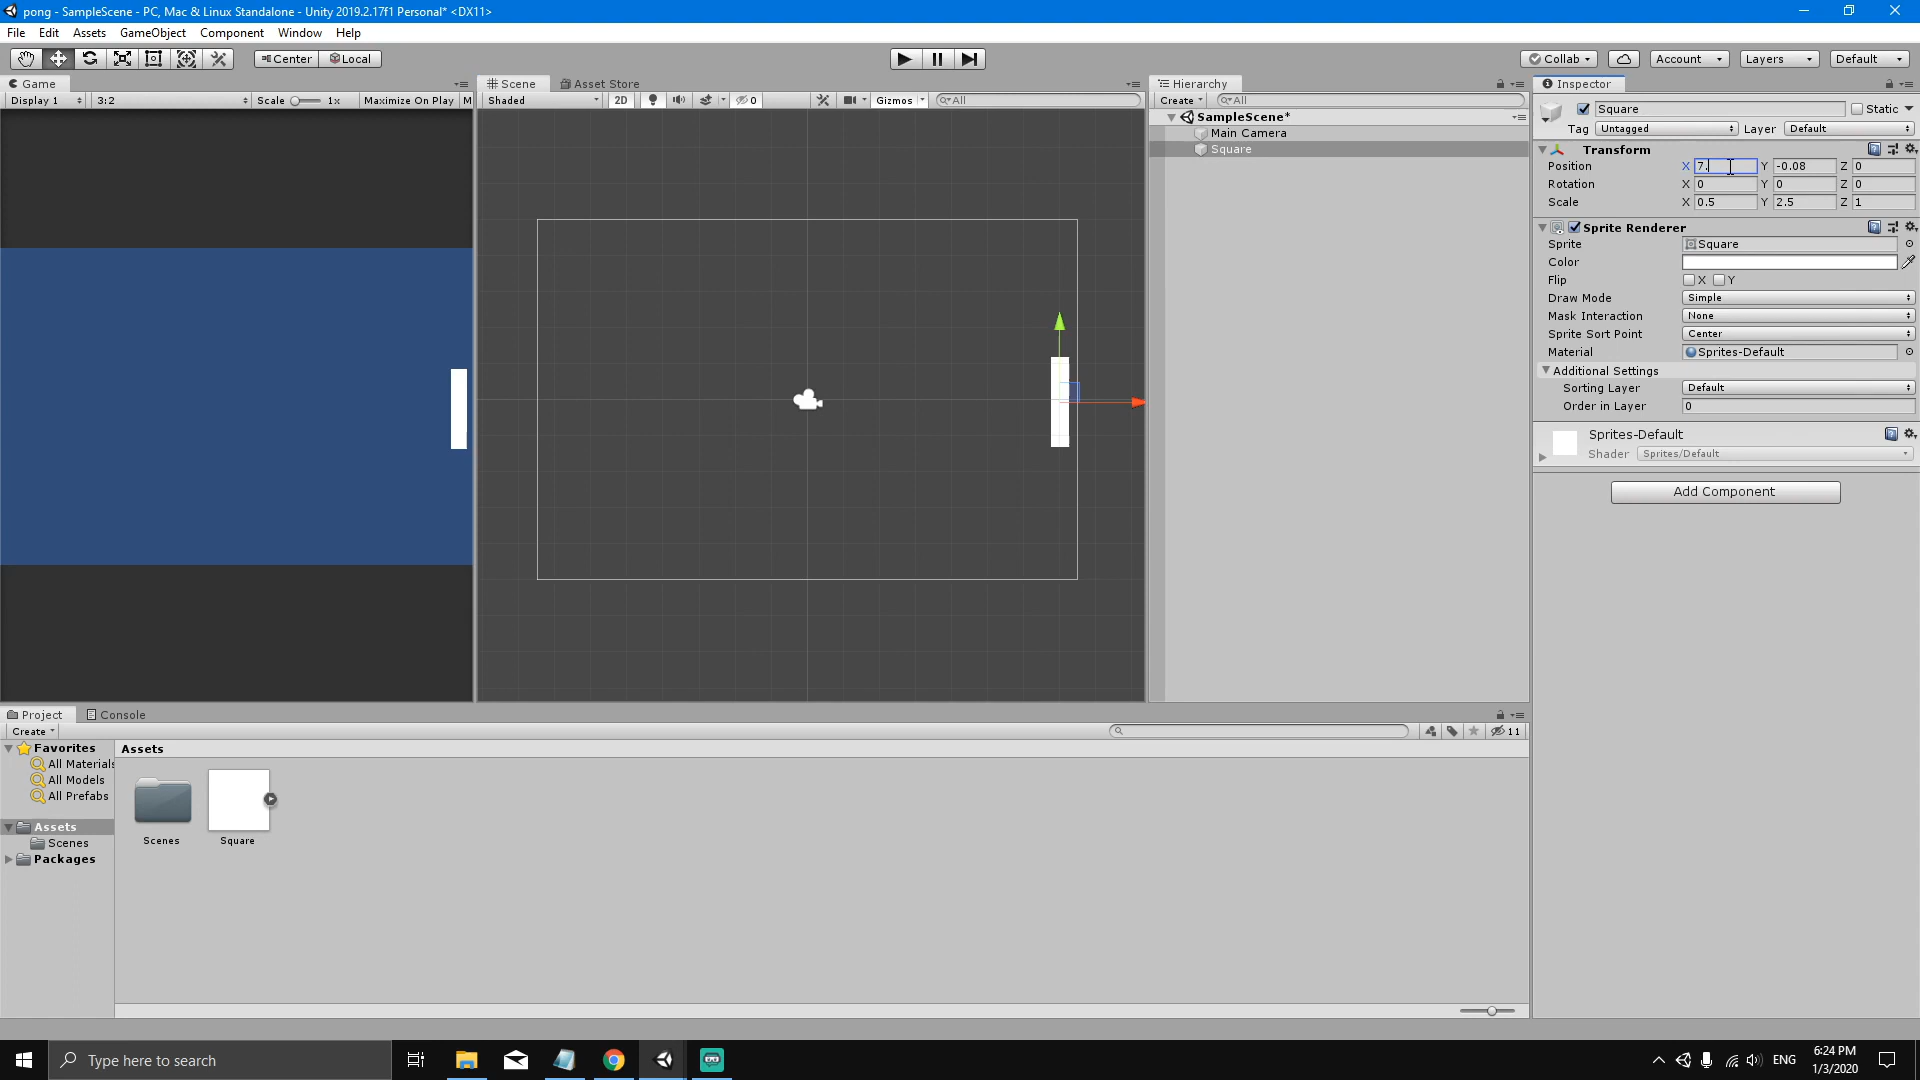 pong - SampleScene - PC, Mac & Linux Standalone - Unity 2019.2.17f1 Personal* <DX11>
File Edit Assets GameObject Component Window Help
Center Local Collab Account Layers Default
Game
Display 1 3:2 Scale 1x Maximize On Play M
Scene Asset Store
Shaded 2D 0 Gizmos All
Hierarchy
Create All
SampleScene*
Main Camera
Square
Inspector
Square Static
Tag Untagged Layer Default
Transform
Position X 7. Y -0.08 Z 0
Rotation X 0 Y 0 Z 0
Scale X 0.5 Y 2.5 Z 1
Sprite Renderer
Sprite Square
Color
Flip X Y
Draw Mode Simple
Mask Interaction None
Sprite Sort Point Center
Material Sprites-Default
Additional Settings
Sorting Layer Default
Order in Layer 0
Sprites-Default
Shader Sprites/Default
Add Component
Project Console
Create 11
Favorites
All Materials
All Models
All Prefabs
Assets
Scenes
Packages
Assets
Scenes Square
Type here to search
ENG
6:24 PM
1/3/2020